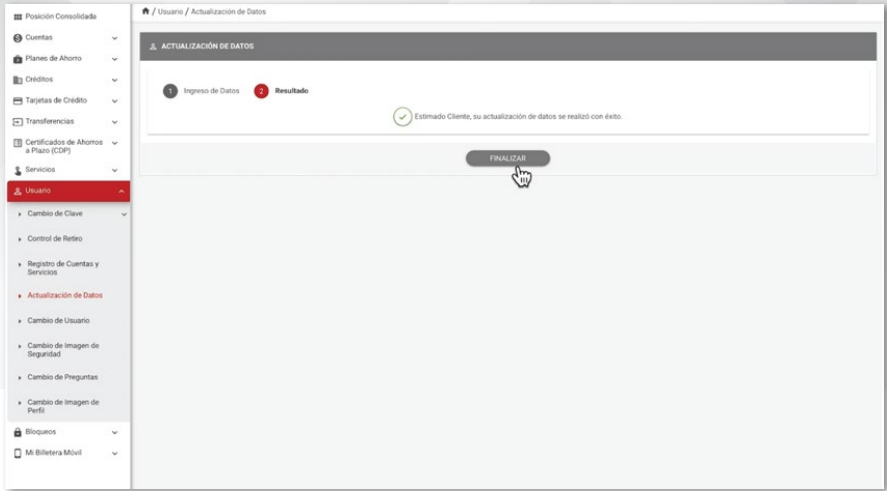 Posición Consolidada
Cuentas
Planes de Ahorro
Créditos
Tarjetas de Crédito
Transferencias
Certificados de Ahorros
a Plazo (CDP)
Servicios
Usuario
Cambio de Clave
Control de Retiro
Registro de Cuentas y
Servicios
Actualización de Datos
Cambio de Usuario
Cambio de Imagen de
Seguridad
Cambio de Preguntas
Cambio de Imagen de
Perfil
Bloqueos
Mi Billetera Móvil
/ Usuario / Actualización de Datos
ACTUALIZACIÓN DE DATOS
1 Ingreso de Datos 2 Resultado
Estimado Cliente, su actualización de datos se realizó con éxito.
FINALIZAR